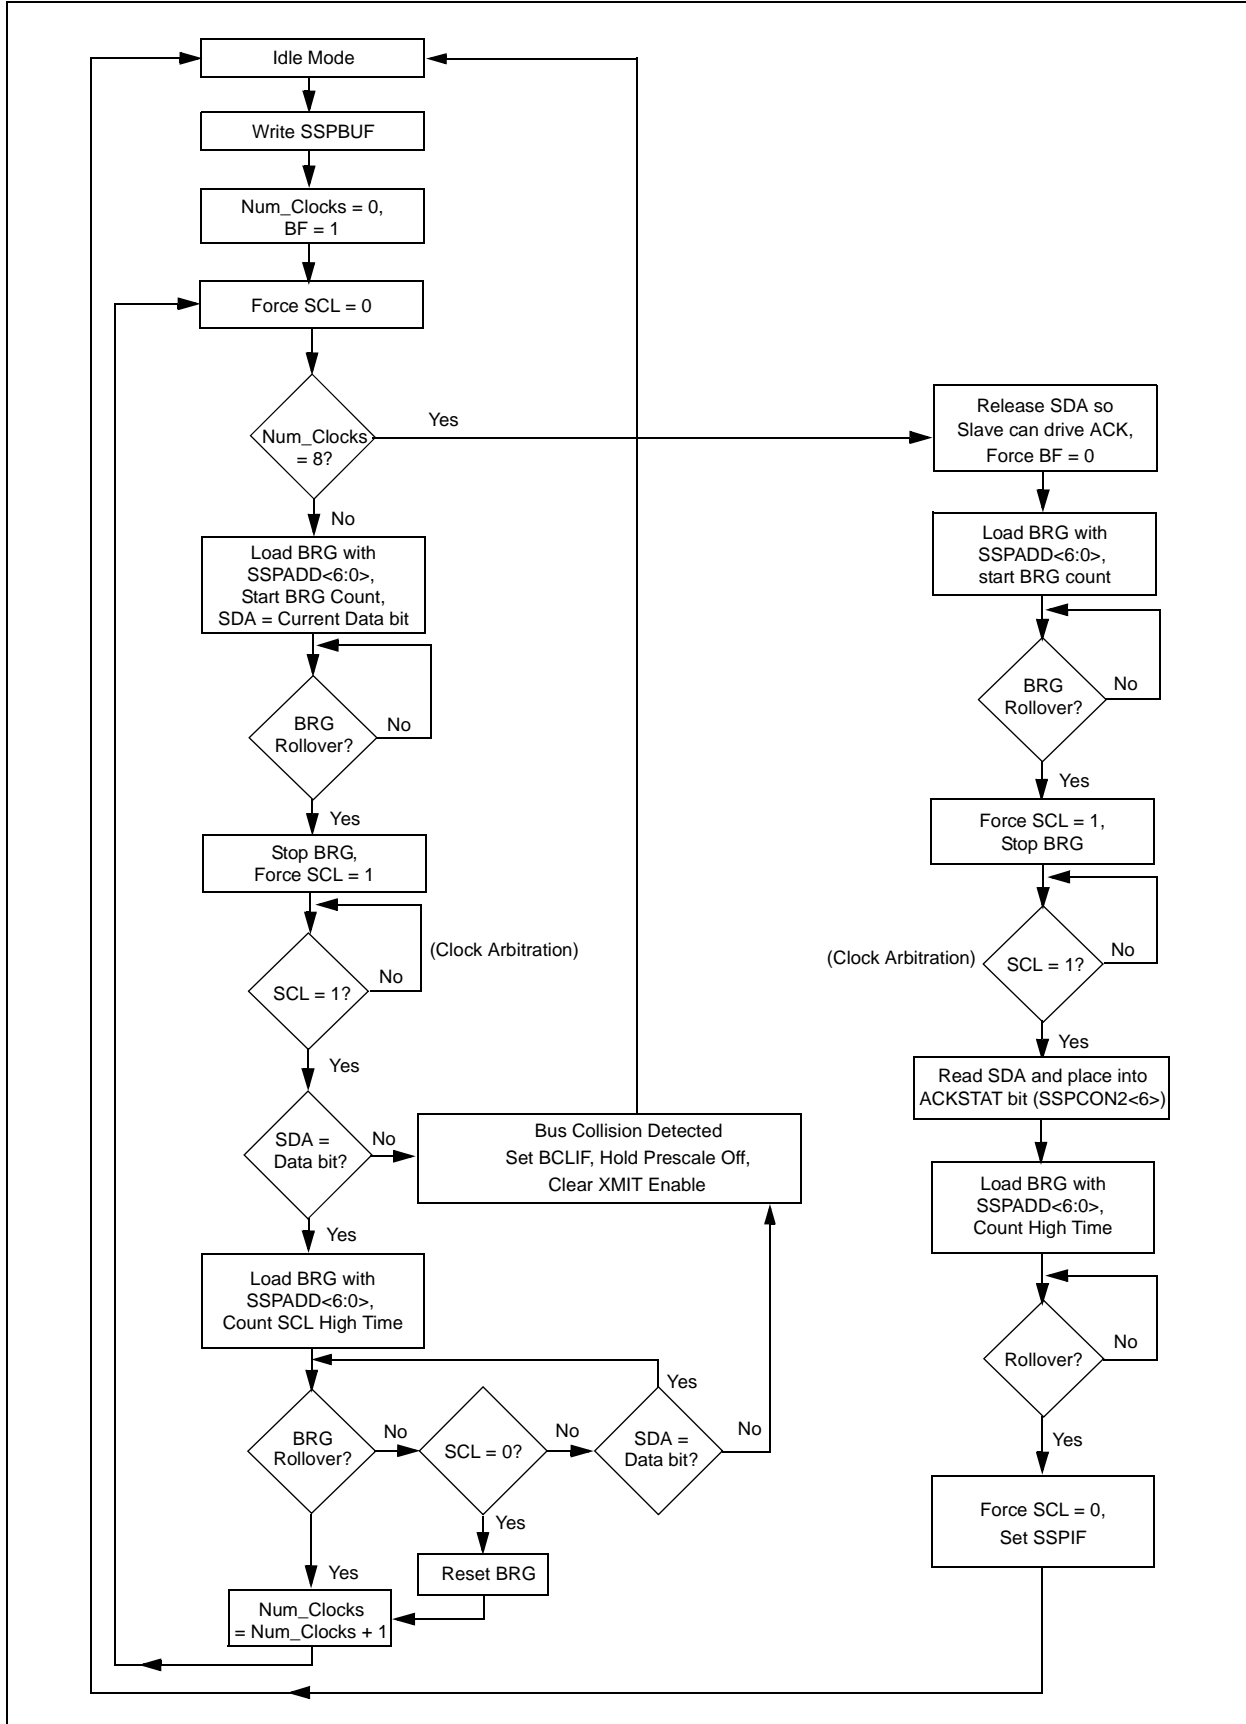 Idle Mode
Write SSPBUF
Num_Clocks = 0,
BF = 1
Force SCL = 0
Num_Clocks
= 8?
Yes
No
Load BRG with
SSPADD<6:0>,
Start BRG Count,
SDA = Current Data bit
BRG
Rollover?
No
Yes
Stop BRG,
Force SCL = 1
SCL = 1?
No
(Clock Arbitration)
Yes
SDA =
Data bit?
No
Bus Collision Detected
Set BCLIF, Hold Prescale Off,
Clear XMIT Enable
Yes
Load BRG with
SSPADD<6:0>,
Count SCL High Time
BRG
Rollover?
No
SCL = 0?
No
SDA =
Data bit?
Yes
No
Yes
Reset BRG
Yes
Num_Clocks
= Num_Clocks + 1
Release SDA so
Slave can drive ACK,
Force BF = 0
Load BRG with
SSPADD<6:0>,
start BRG count
BRG
Rollover?
No
Yes
Force SCL = 1,
Stop BRG
(Clock Arbitration)
SCL = 1?
No
Yes
Read SDA and place into
ACKSTAT bit (SSPCON2<6>)
Load BRG with
SSPADD<6:0>,
Count High Time
Rollover?
No
Yes
Force SCL = 0,
Set SSPIF